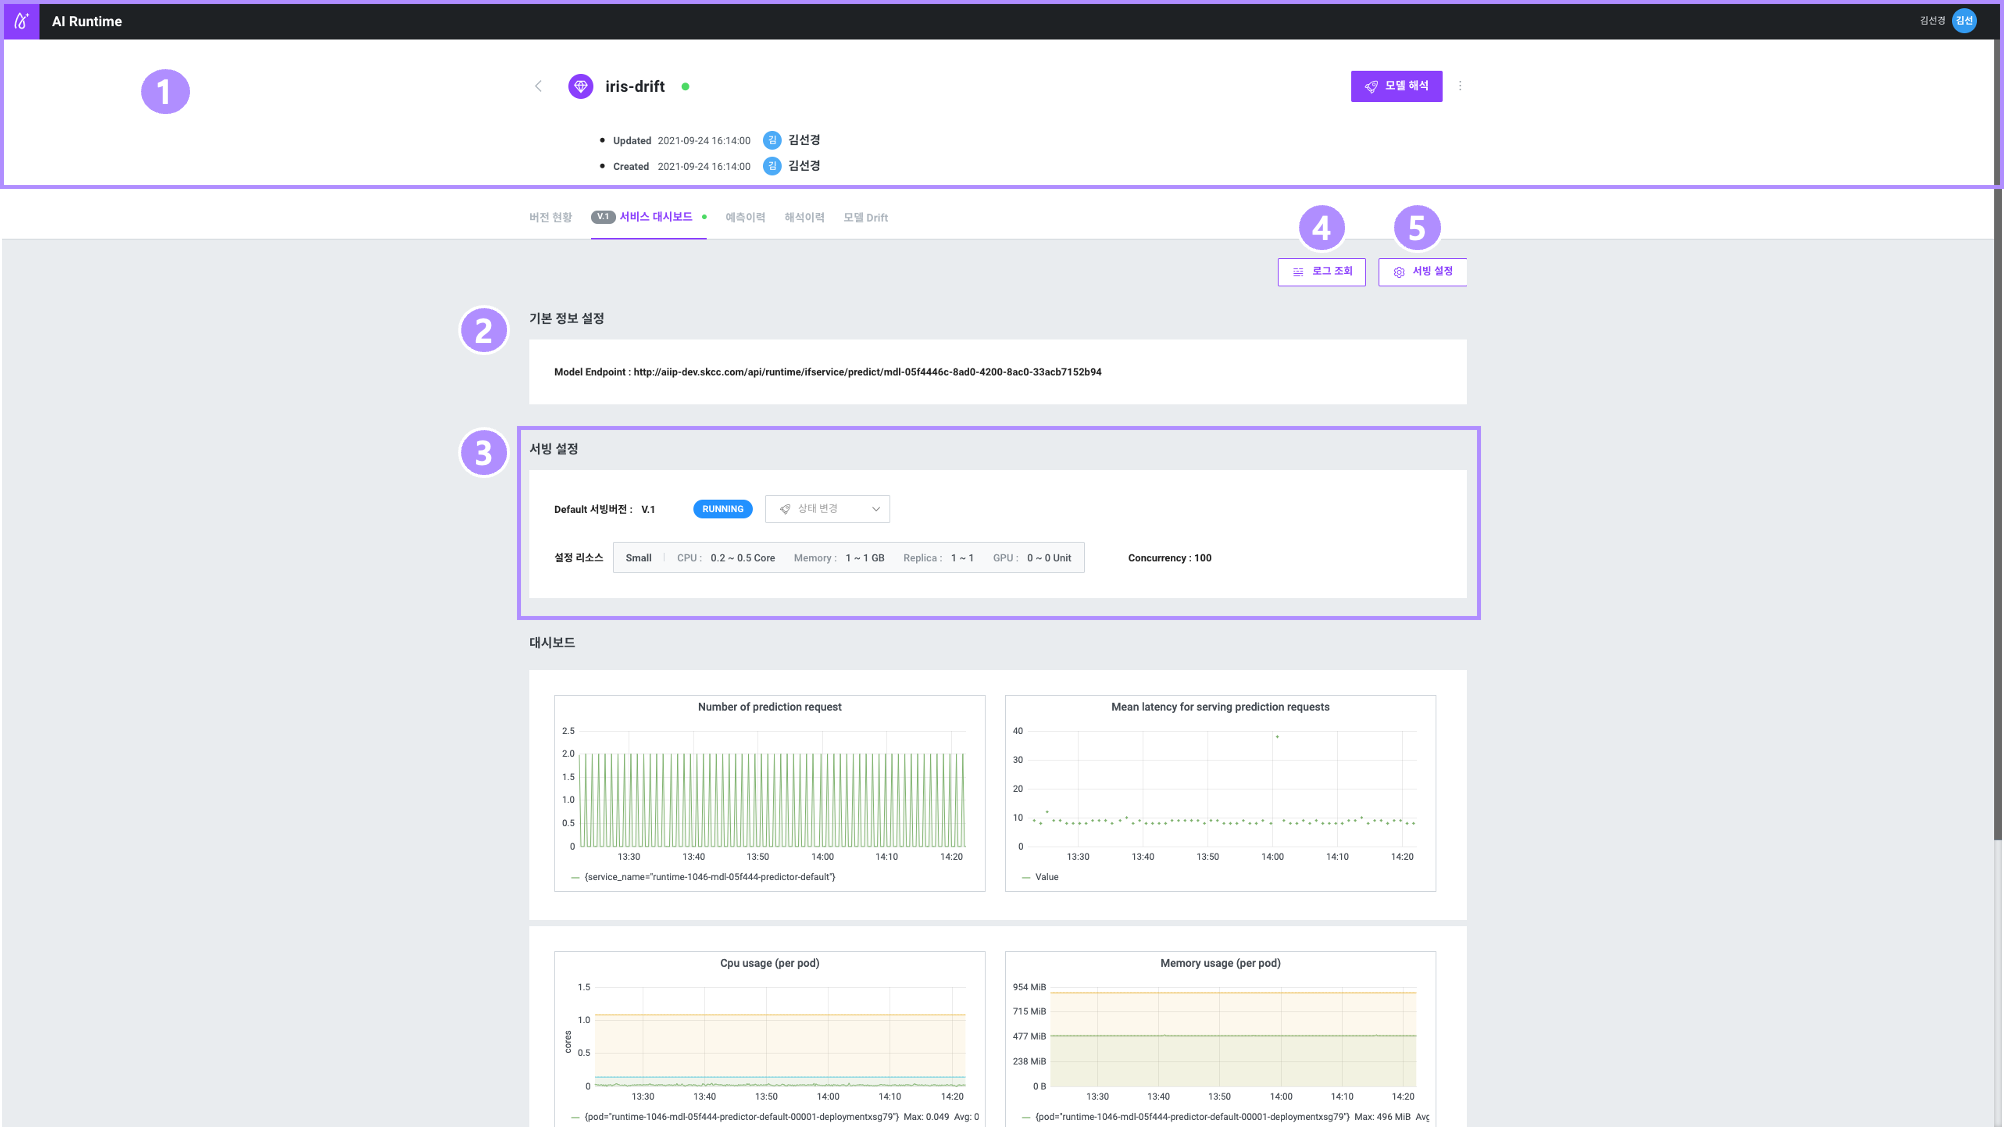 AI Runtime
김선경 김선
1
iris-drift
모델 해석
Updated 2021-09-24 16:14:00 김 김선경
Created 2021-09-24 16:14:00 김 김선경
버전 현황 V.1 서비스 대시보드 예측이력 해석이력 모델 Drift
4 5
로그 조회 서빙 설정
2
기본 정보 설정
Model Endpoint : http://aiip-dev.skcc.com/api/runtime/ifservice/predict/mdl-05f4446c-8ad0-4200-8ac0-33acb7152b94
3
서빙 설정
Default 서빙버전 : V.1 RUNNING 상태 변경
설정 리소스 Small CPU : 0.2 ~ 0.5 Core Memory : 1 ~ 1 GB Replica : 1 ~ 1 GPU : 0 ~ 0 Unit Concurrency : 100
대시보드
Number of prediction request
2.5
2.0
1.5
1.0
0.5
0
13:30 13:40 13:50 14:00 14:10 14:20
{service_name="runtime-1046-mdl-05f444-predictor-default"}
Mean latency for serving prediction requests
40
30
20
10
0
13:30 13:40 13:50 14:00 14:10 14:20
Value
Cpu usage (per pod)
cores
1.5
1.0
0.5
0
13:30 13:40 13:50 14:00 14:10 14:20
{pod="runtime-1046-mdl-05f444-predictor-default-00001-deploymentxsg79"} Max: 0.049 Avg: 0
Memory usage (per pod)
954 MiB
715 MiB
477 MiB
238 MiB
0 B
13:30 13:40 13:50 14:00 14:10 14:20
{pod="runtime-1046-mdl-05f444-predictor-default-00001-deploymentxsg79"} Max: 496 MiB Avg